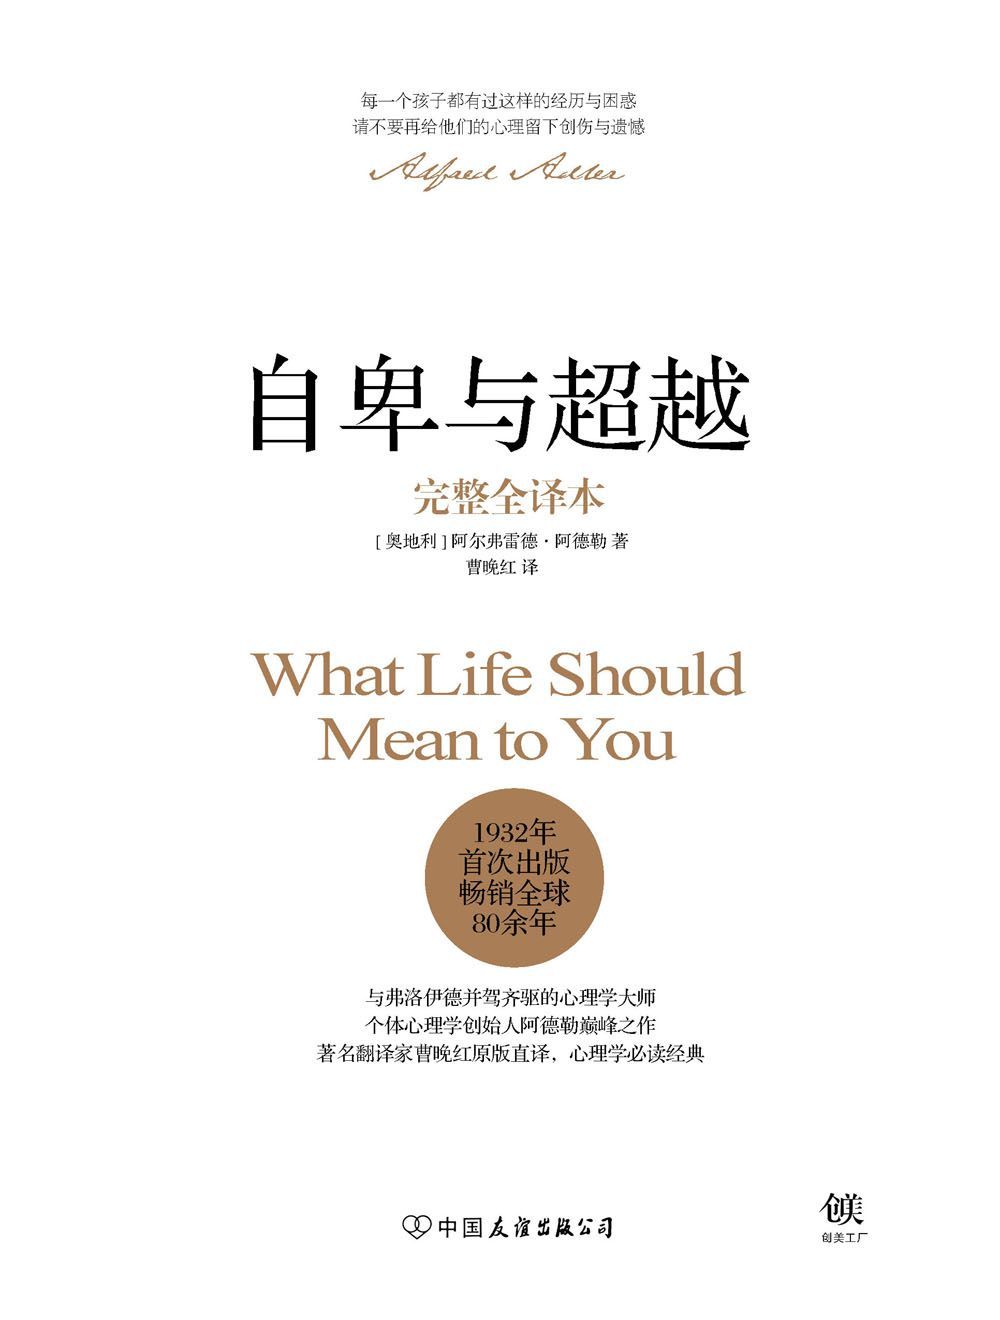 每一个孩子都有过这样的经历与困惑
请不要再给他们的心理留下创伤与遗憾
Alfred Adler
自卑与超越
完整全译本
[ 奥地利 ] 阿尔弗雷德·阿德勒 著
曹晚红 译
What Life Should
Mean to You
1932年
首次出版
畅销全球
80余年
与弗洛伊德并驾齐驱的心理学大师
个体心理学创始人阿德勒巅峰之作
著名翻译家曹晚红原版直译，心理学必读经典
中国友谊出版公司
创美
创美工厂